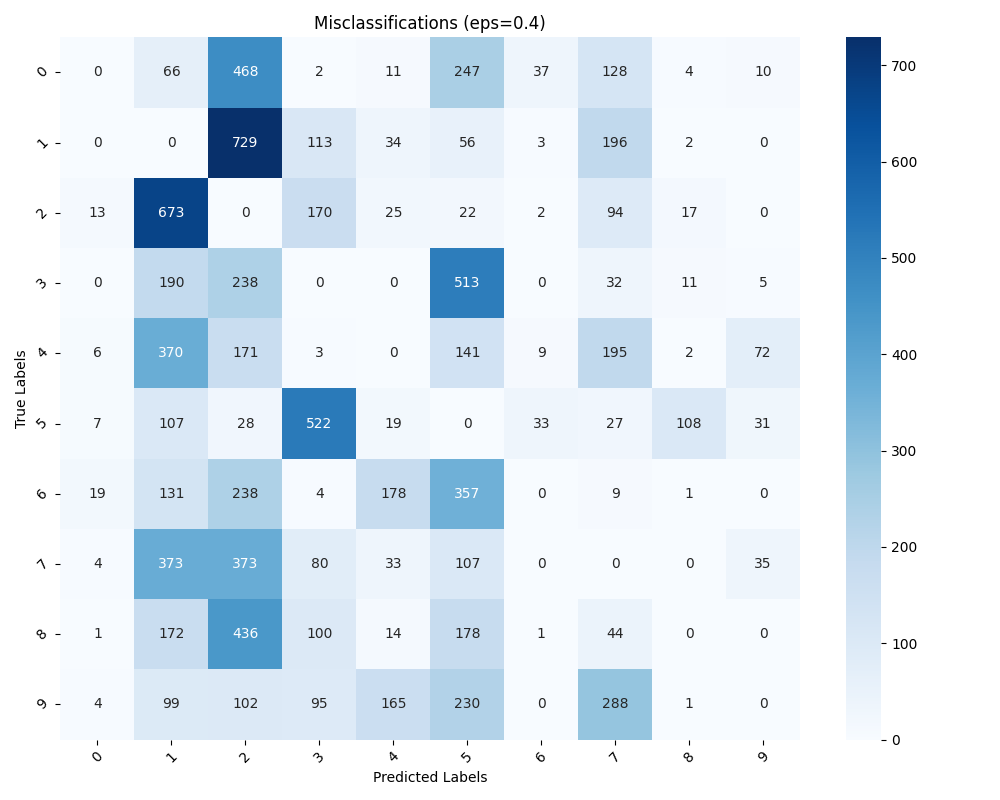 Misclassifications (eps=0.4)
0 0 66 468 2 11 247 37 128 4 10
1 0 0 729 113 34 56 3 196 2 0
2 13 673 0 170 25 22 2 94 17 0
3 0 190 238 0 0 513 0 32 11 5
4 6 370 171 3 0 141 9 195 2 72
5 7 107 28 522 19 0 33 27 108 31
6 19 131 238 4 178 357 0 9 1 0
7 4 373 373 80 33 107 0 0 0 35
8 1 172 436 100 14 178 1 44 0 0
9 4 99 102 95 165 230 0 288 1 0
0 1 2 3 4 5 6 7 8 9
Predicted Labels
True Labels
700
600
500
400
300
200
100
0